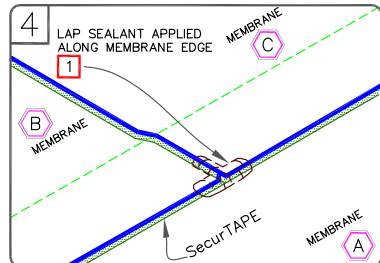 4
LAP SEALANT APPLIED
ALONG MEMBRANE EDGE
1
MEMBRANE
C
B
MEMBRANE
SecurTAPE
MEMBRANE
A